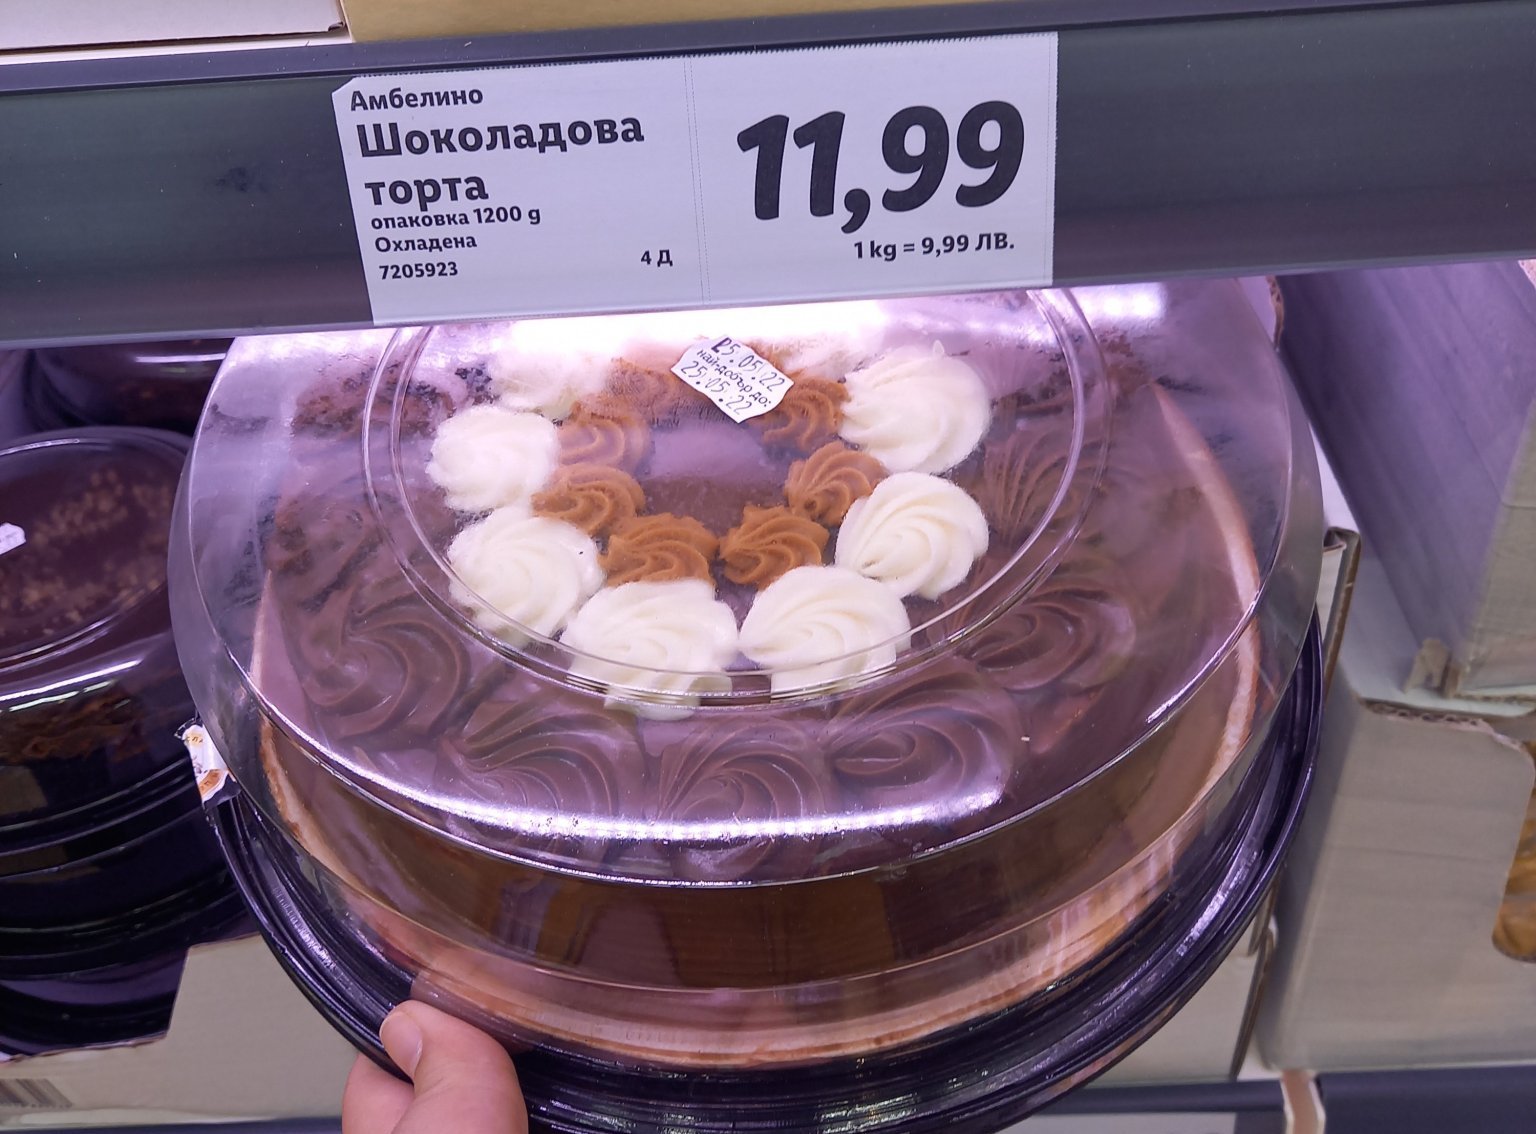 Амбелино
Шоколадова
торта
опаковка 1200 g
Охладена
7205923
4 Д
11,99
1 kg = 9,99 ЛВ.
25.05.22
най-добър до:
25.05.22